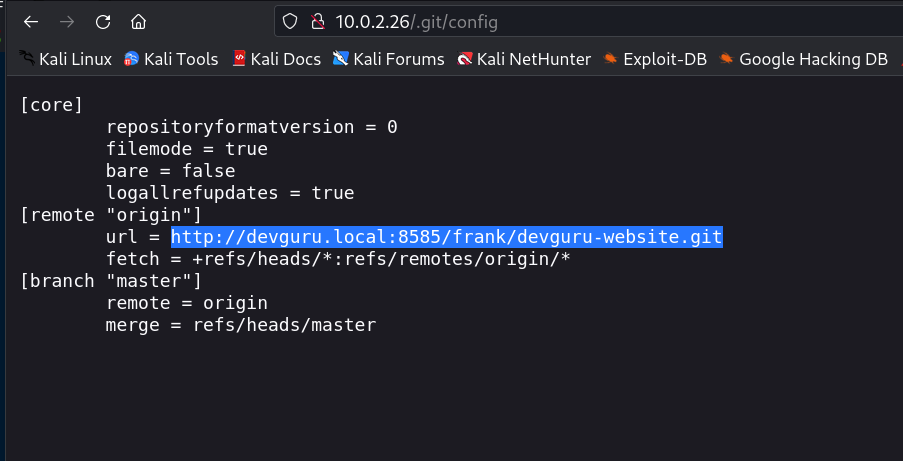 10.0.2.26/.git/config
Kali Linux Kali Tools Kali Docs Kali Forums Kali NetHunter Exploit-DB Google Hacking DB
[core]
repositoryformatversion = 0
filemode = true
bare = false
logallrefupdates = true
[remote "origin"]
url = http://devguru.local:8585/frank/devguru-website.git
fetch = +refs/heads/*:refs/remotes/origin/*
[branch "master"]
remote = origin
merge = refs/heads/master